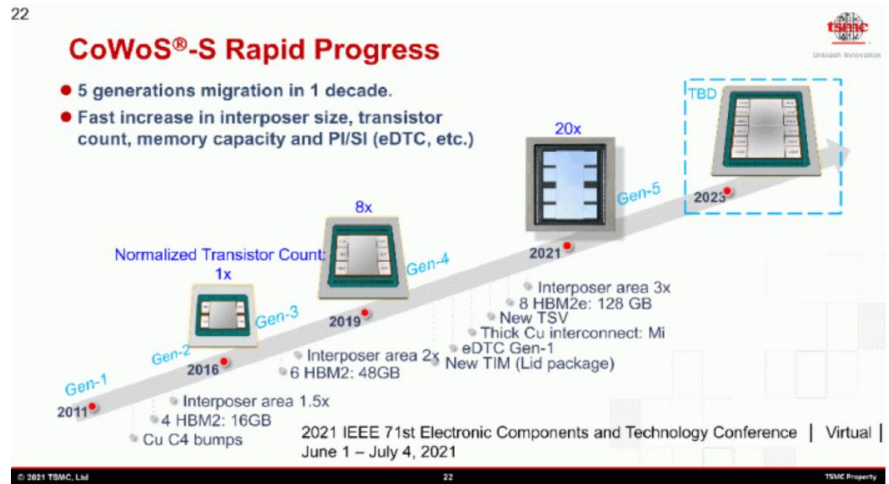 22
CoWoS®-S Rapid Progress
tsmc
Unleash Innovation
5 generations migration in 1 decade.
Fast increase in interposer size, transistor
count, memory capacity and PI/SI (eDTC, etc.)
TBD
20x
8x
Normalized Transistor Count:
1x
Gen-1
Gen-2
Gen-3
Gen-4
Gen-5
2011
2016
2019
2021
2023
Interposer area 1.5x
4 HBM2: 16GB
Cu C4 bumps
Interposer area 2x
6 HBM2: 48GB
Interposer area 3x
8 HBM2e: 128 GB
New TSV
Thick Cu interconnect: Mi
eDTC Gen-1
New TIM (Lid package)
2021 IEEE 71st Electronic Components and Technology Conference | Virtual |
June 1 – July 4, 2021
© 2021 TSMC, Ltd
22
TSMC Property